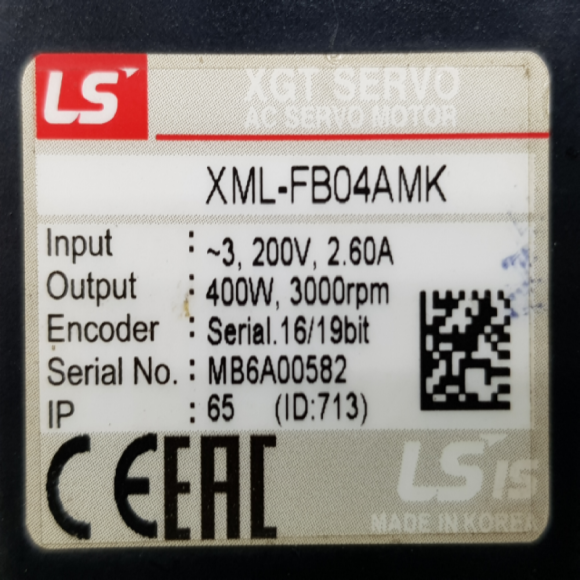 LS
XGT SERVO
AC SERVO MOTOR
XML-FB04AMK
Input : ~3, 200V, 2.60A
Output : 400W, 3000rpm
Encoder : Serial.16/19bit
Serial No. : MB6A00582
IP : 65 (ID:713)
CE EAC
LS IS
MADE IN KOREA